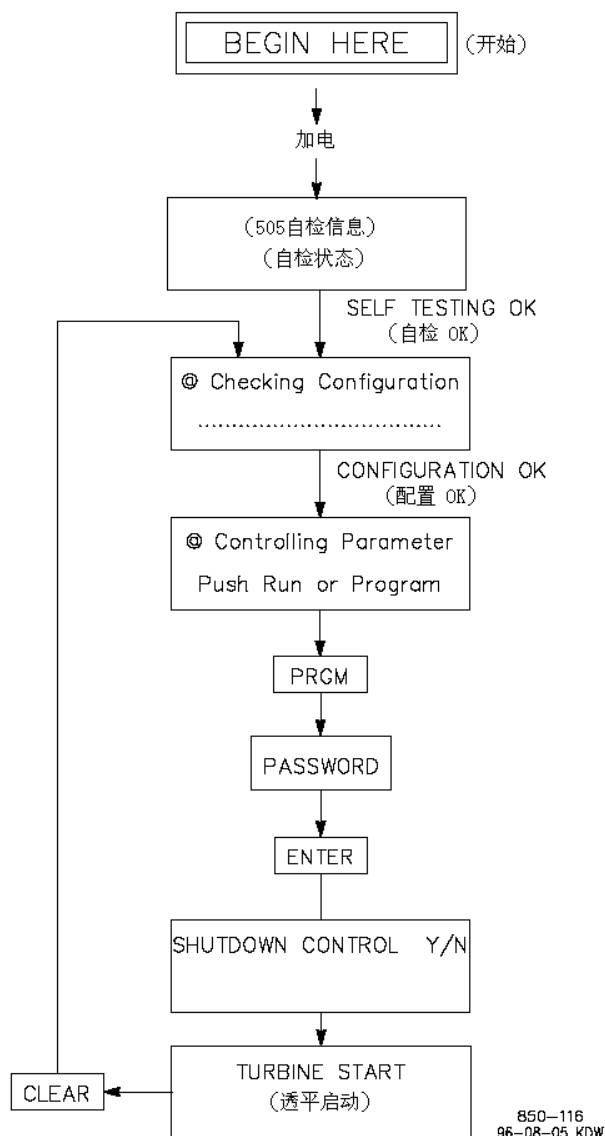 BEGIN HERE (开始)
加电
(505自检信息)
(自检状态)
SELF TESTING OK
(自检 OK)
@ Checking Configuration
................................
CONFIGURATION OK
(配置 OK)
@ Controlling Parameter
Push Run or Program
PRGM
PASSWORD
ENTER
SHUTDOWN CONTROL Y/N
TURBINE START
(透平启动)
CLEAR
850-116
96-08-05 KDW